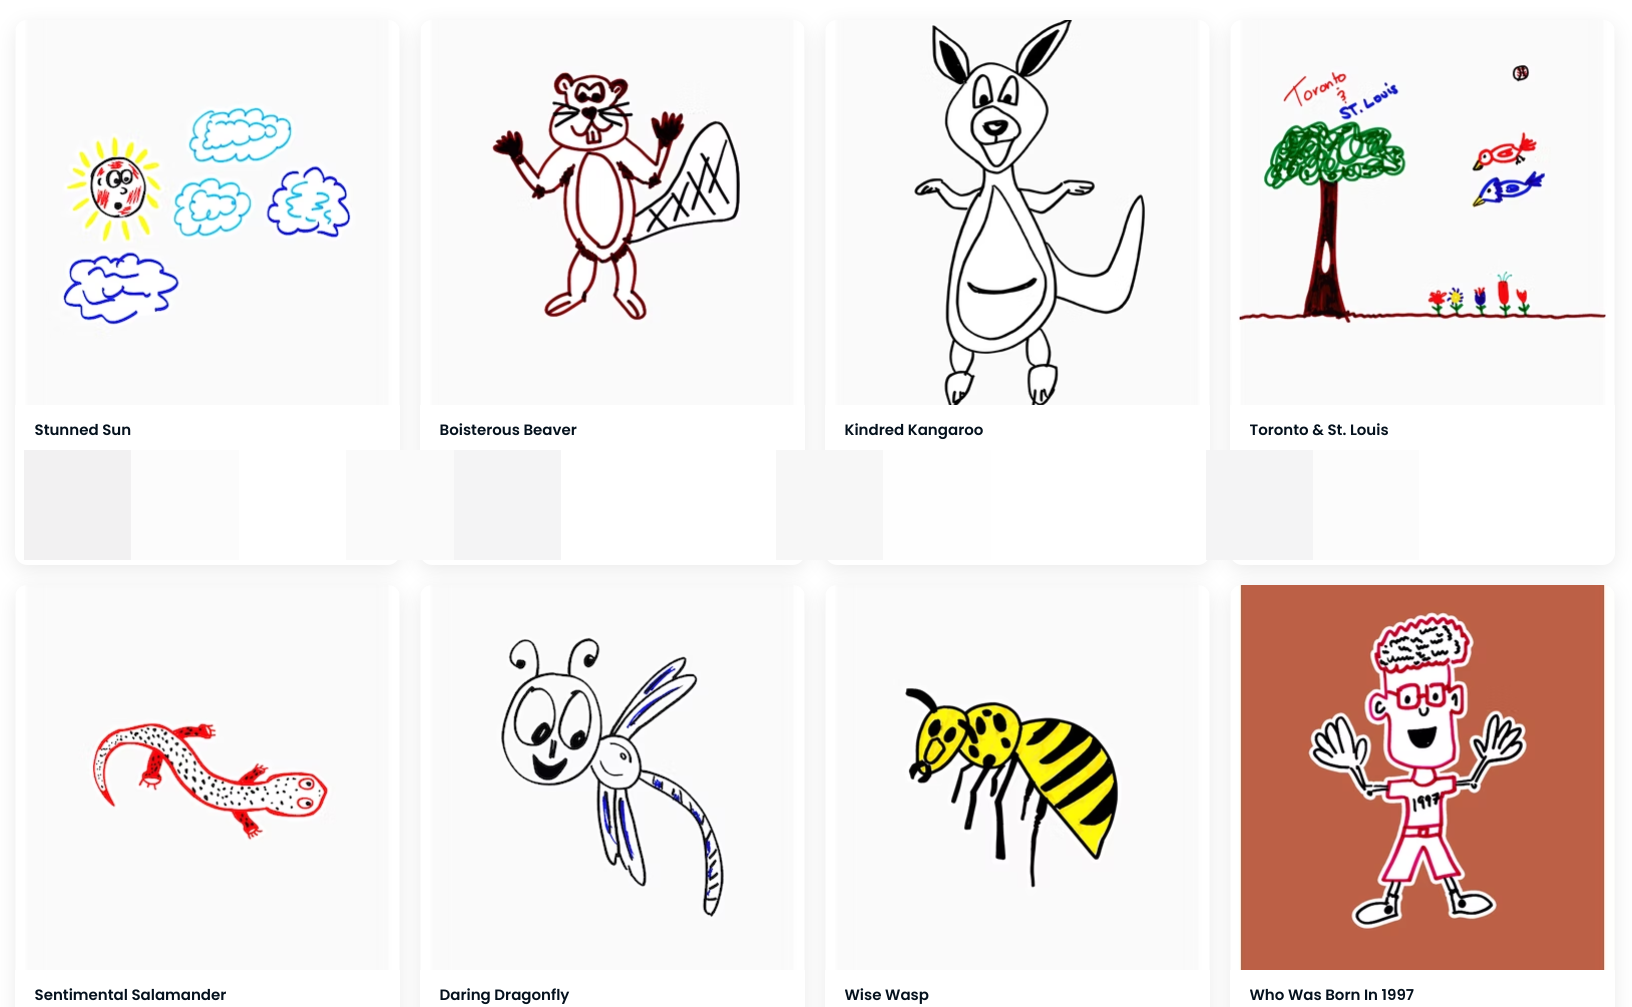 Toronto
&
ST. Louis
Stunned Sun
Boisterous Beaver
Kindred Kangaroo
Toronto & St. Louis
1997
Sentimental Salamander
Daring Dragonfly
Wise Wasp
Who Was Born In 1997